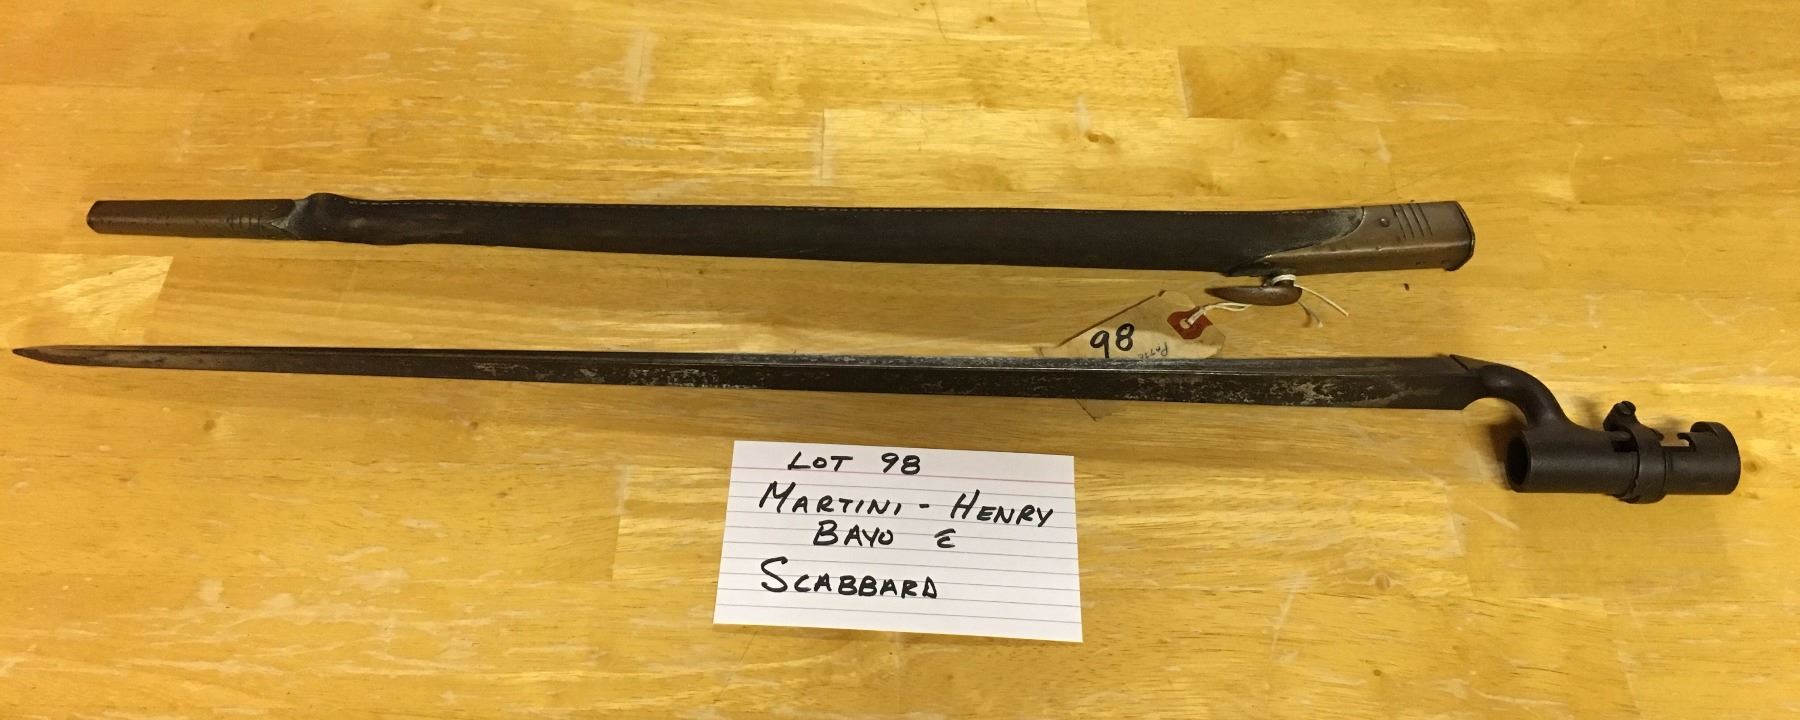 98
LOT 98
MARTINI - HENRY
BAYO &
SCABBARD